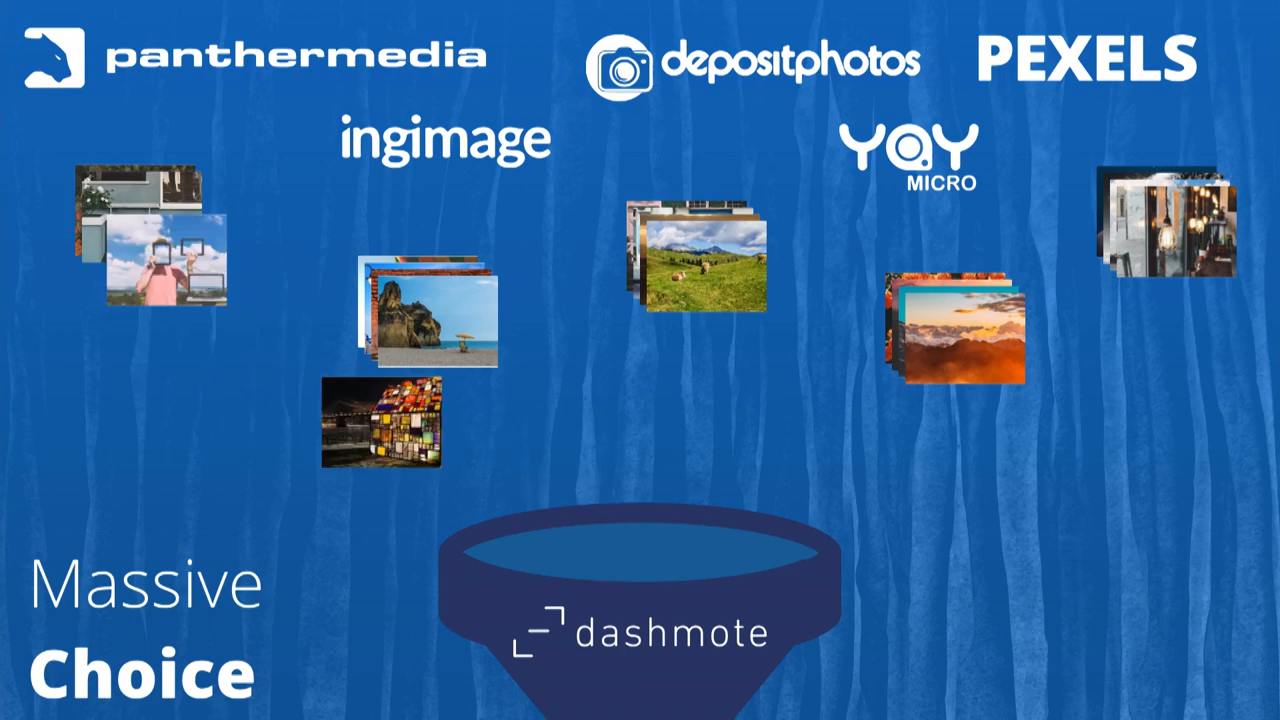 panthermedia
depositphotos
PEXELS
ingimage
YAY
MICRO
dashmote
Massive
Choice